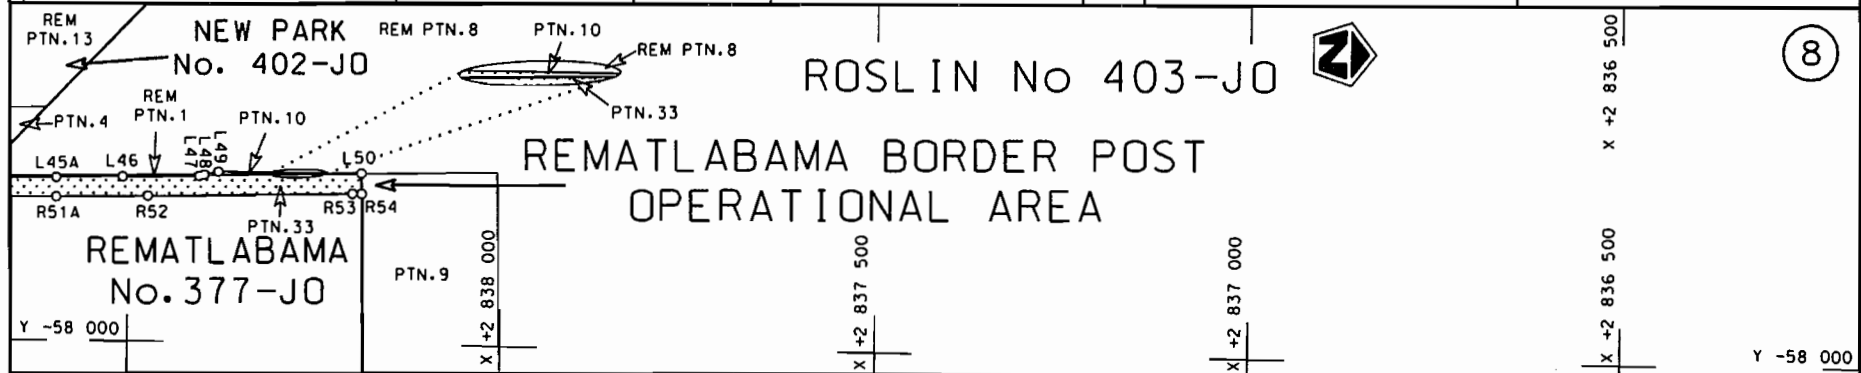 REM
PTN.13
NEW PARK
No. 402-JO
REM PTN.8
PTN.10
REM PTN.8
ROSLIN No 403-JO
N
X +2 836 500
8
PTN.4
REM
PTN.1
PTN.10
PTN.33
L45A
L46
L47
L48
L49
L50
REMATLABAMA BORDER POST
OPERATIONAL AREA
R51A
R52
R53
R54
PTN.33
REMATLABAMA
No.377-JO
PTN.9
X +2 838 000
X +2 837 500
X +2 837 000
X +2 836 500
Y -58 000
Y -58 000